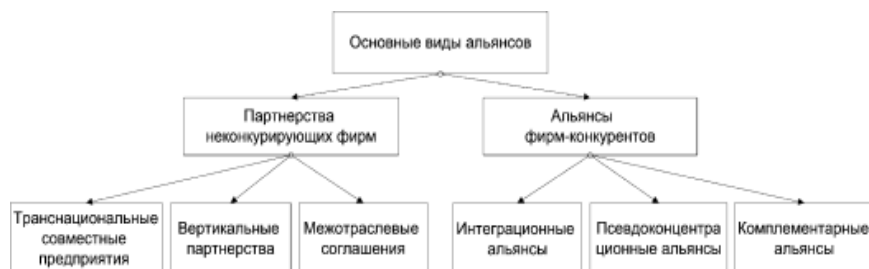 Основные виды альянсов
Партнерства
неконкурирующих фирм
Альянсы
фирм-конкурентов
Транснациональные
совместные
предприятия
Вертикальные
партнерства
Межотраслевые
соглашения
Интеграционные
альянсы
Псевдоконцентра
ционные альянсы
Комплементарные
альянсы